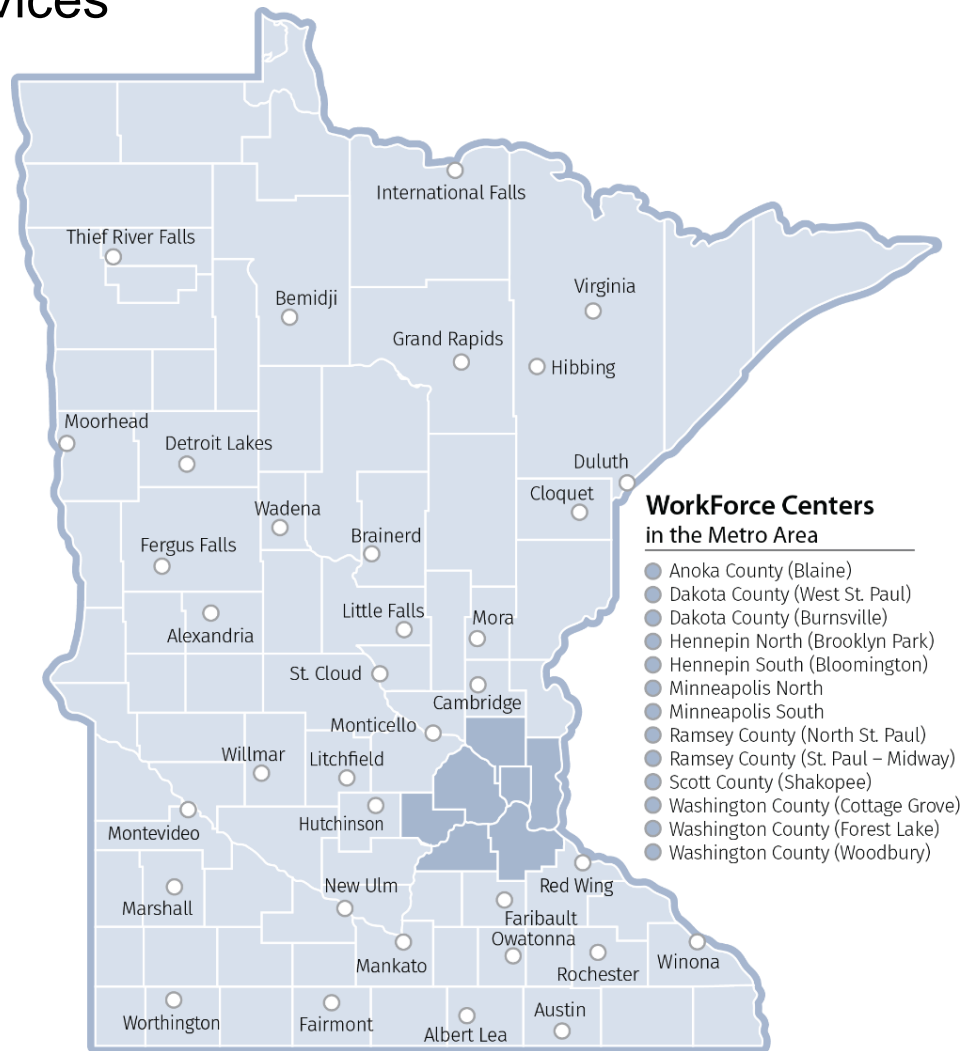 vices
International Falls
Thief River Falls
Virginia
Bemidji
Grand Rapids
Hibbing
Moorhead
Detroit Lakes
Duluth
Cloquet
Wadena
Brainerd
Fergus Falls
Little Falls
Mora
Alexandria
St. Cloud
Cambridge
Monticello
Willmar
Litchfield
Hutchinson
Montevideo
New Ulm
Red Wing
Marshall
Faribault
Owatonna
Mankato
Rochester
Winona
Worthington
Fairmont
Albert Lea
Austin
WorkForce Centers
in the Metro Area
Anoka County (Blaine)
Dakota County (West St. Paul)
Dakota County (Burnsville)
Hennepin North (Brooklyn Park)
Hennepin South (Bloomington)
Minneapolis North
Minneapolis South
Ramsey County (North St. Paul)
Ramsey County (St. Paul – Midway)
Scott County (Shakopee)
Washington County (Cottage Grove)
Washington County (Forest Lake)
Washington County (Woodbury)